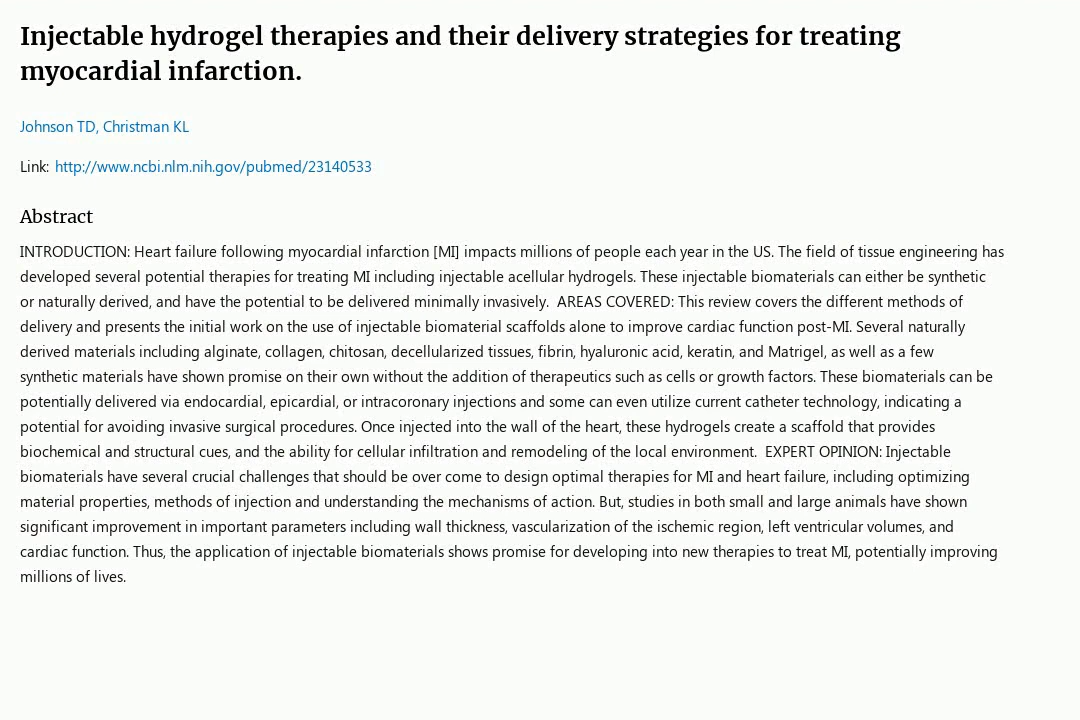 Injectable hydrogel therapies and their delivery strategies for treating
myocardial infarction.
Johnson TD, Christman KL
Link: http://www.ncbi.nlm.nih.gov/pubmed/23140533
Abstract
INTRODUCTION: Heart failure following myocardial infarction [MI] impacts millions of people each year in the US. The field of tissue engineering has
developed several potential therapies for treating MI including injectable acellular hydrogels. These injectable biomaterials can either be synthetic
or naturally derived, and have the potential to be delivered minimally invasively.  AREAS COVERED: This review covers the different methods of
delivery and presents the initial work on the use of injectable biomaterial scaffolds alone to improve cardiac function post-MI. Several naturally
derived materials including alginate, collagen, chitosan, decellularized tissues, fibrin, hyaluronic acid, keratin, and Matrigel, as well as a few
synthetic materials have shown promise on their own without the addition of therapeutics such as cells or growth factors. These biomaterials can be
potentially delivered via endocardial, epicardial, or intracoronary injections and some can even utilize current catheter technology, indicating a
potential for avoiding invasive surgical procedures. Once injected into the wall of the heart, these hydrogels create a scaffold that provides
biochemical and structural cues, and the ability for cellular infiltration and remodeling of the local environment.  EXPERT OPINION: Injectable
biomaterials have several crucial challenges that should be over come to design optimal therapies for MI and heart failure, including optimizing
material properties, methods of injection and understanding the mechanisms of action. But, studies in both small and large animals have shown
significant improvement in important parameters including wall thickness, vascularization of the ischemic region, left ventricular volumes, and
cardiac function. Thus, the application of injectable biomaterials shows promise for developing into new therapies to treat MI, potentially improving
millions of lives.